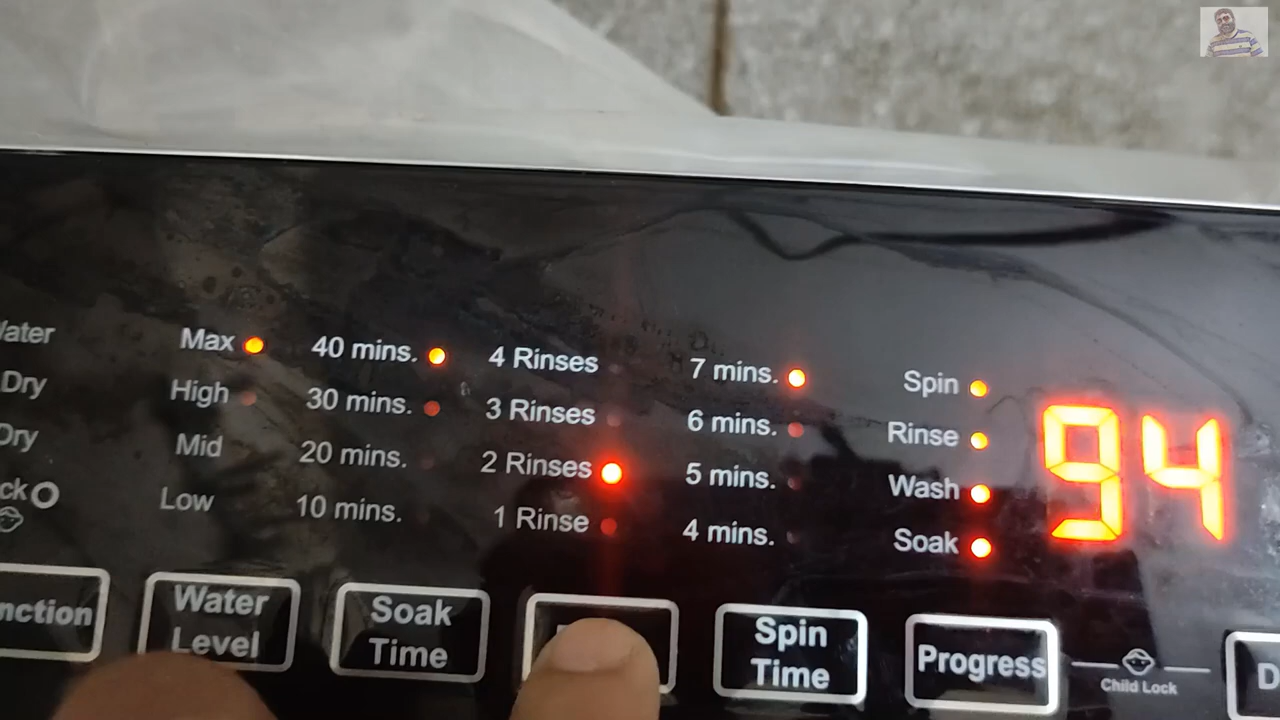 Max
High
Mid
Low
40 mins.
30 mins.
20 mins.
10 mins.
4 Rinses
3 Rinses
2 Rinses
1 Rinse
7 mins.
6 mins.
5 mins.
4 mins.
Spin
Rinse
Wash
Soak
94
Dry
Dry
Water
Level
Soak
Time
Spin
Time
Progress
Child Lock